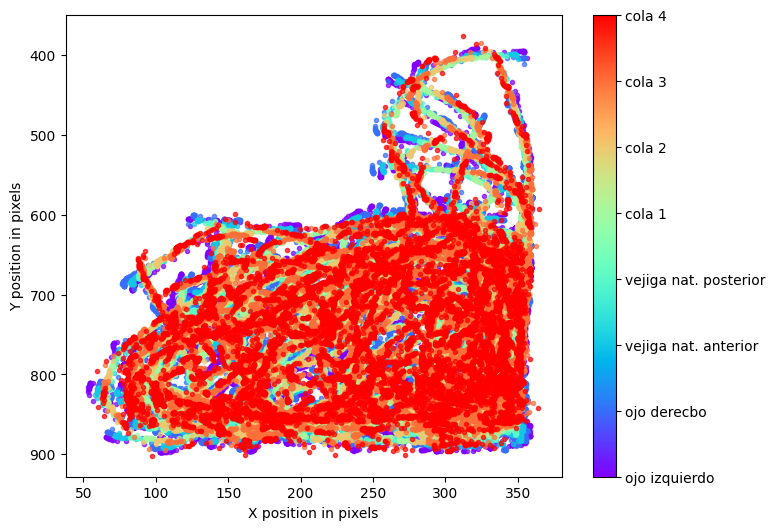 400
500
600
700
800
900
Y position in pixels
50
100
150
200
250
300
350
X position in pixels
cola 4
cola 3
cola 2
cola 1
vejiga nat. posterior
vejiga nat. anterior
ojo derecbo
ojo izquierdo